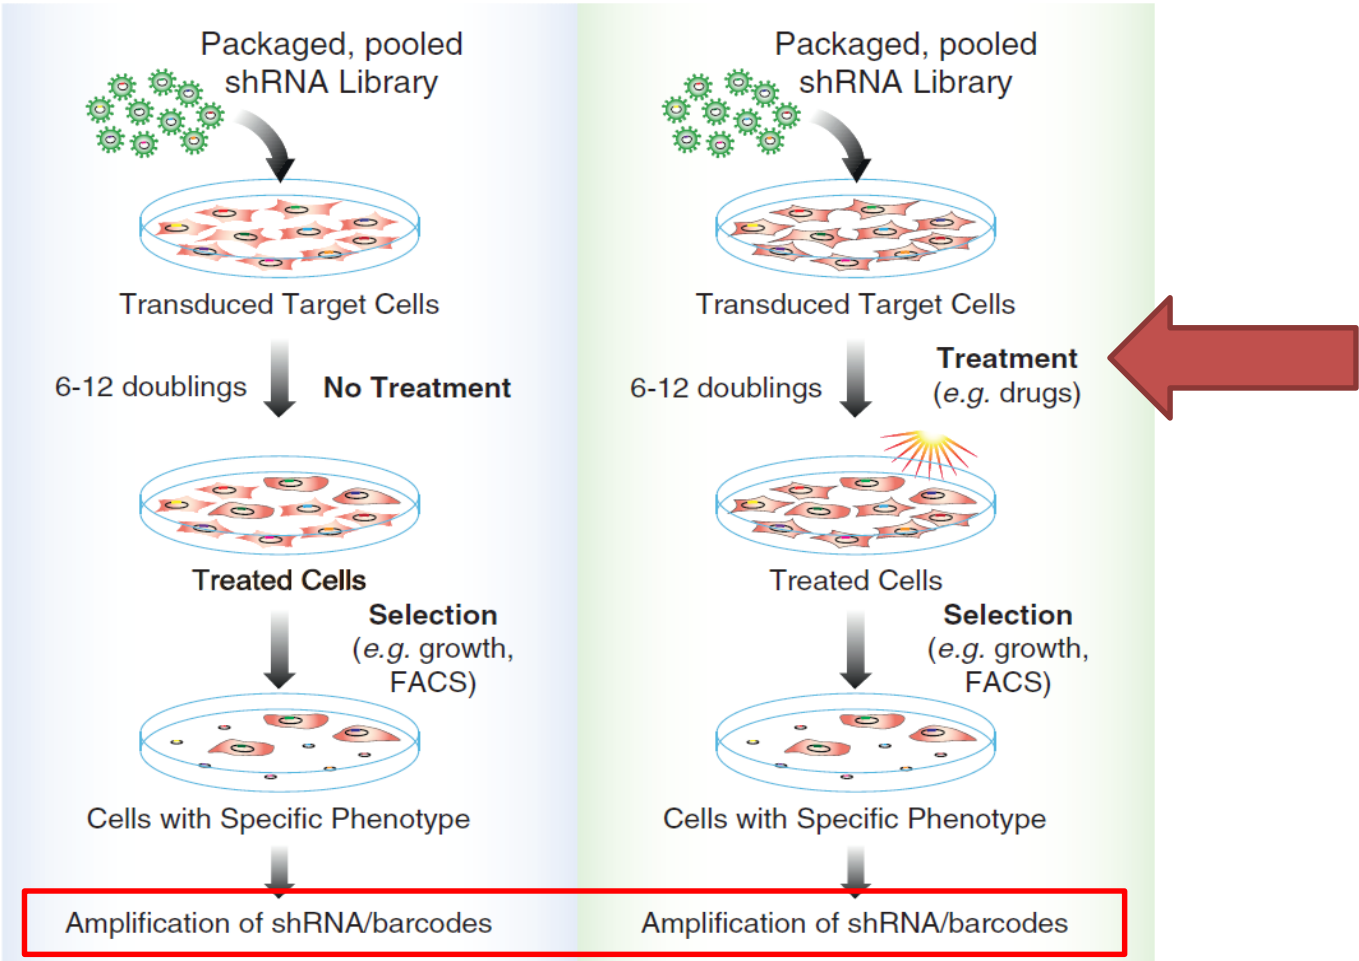 Packaged, pooled
shRNA Library
Transduced Target Cells
6-12 doublings
No Treatment
Treated Cells
Selection
(e.g. growth,
FACS)
Cells with Specific Phenotype
Amplification of shRNA/barcodes
Packaged, pooled
shRNA Library
Transduced Target Cells
6-12 doublings
Treatment
(e.g. drugs)
Treated Cells
Selection
(e.g. growth,
FACS)
Cells with Specific Phenotype
Amplification of shRNA/barcodes